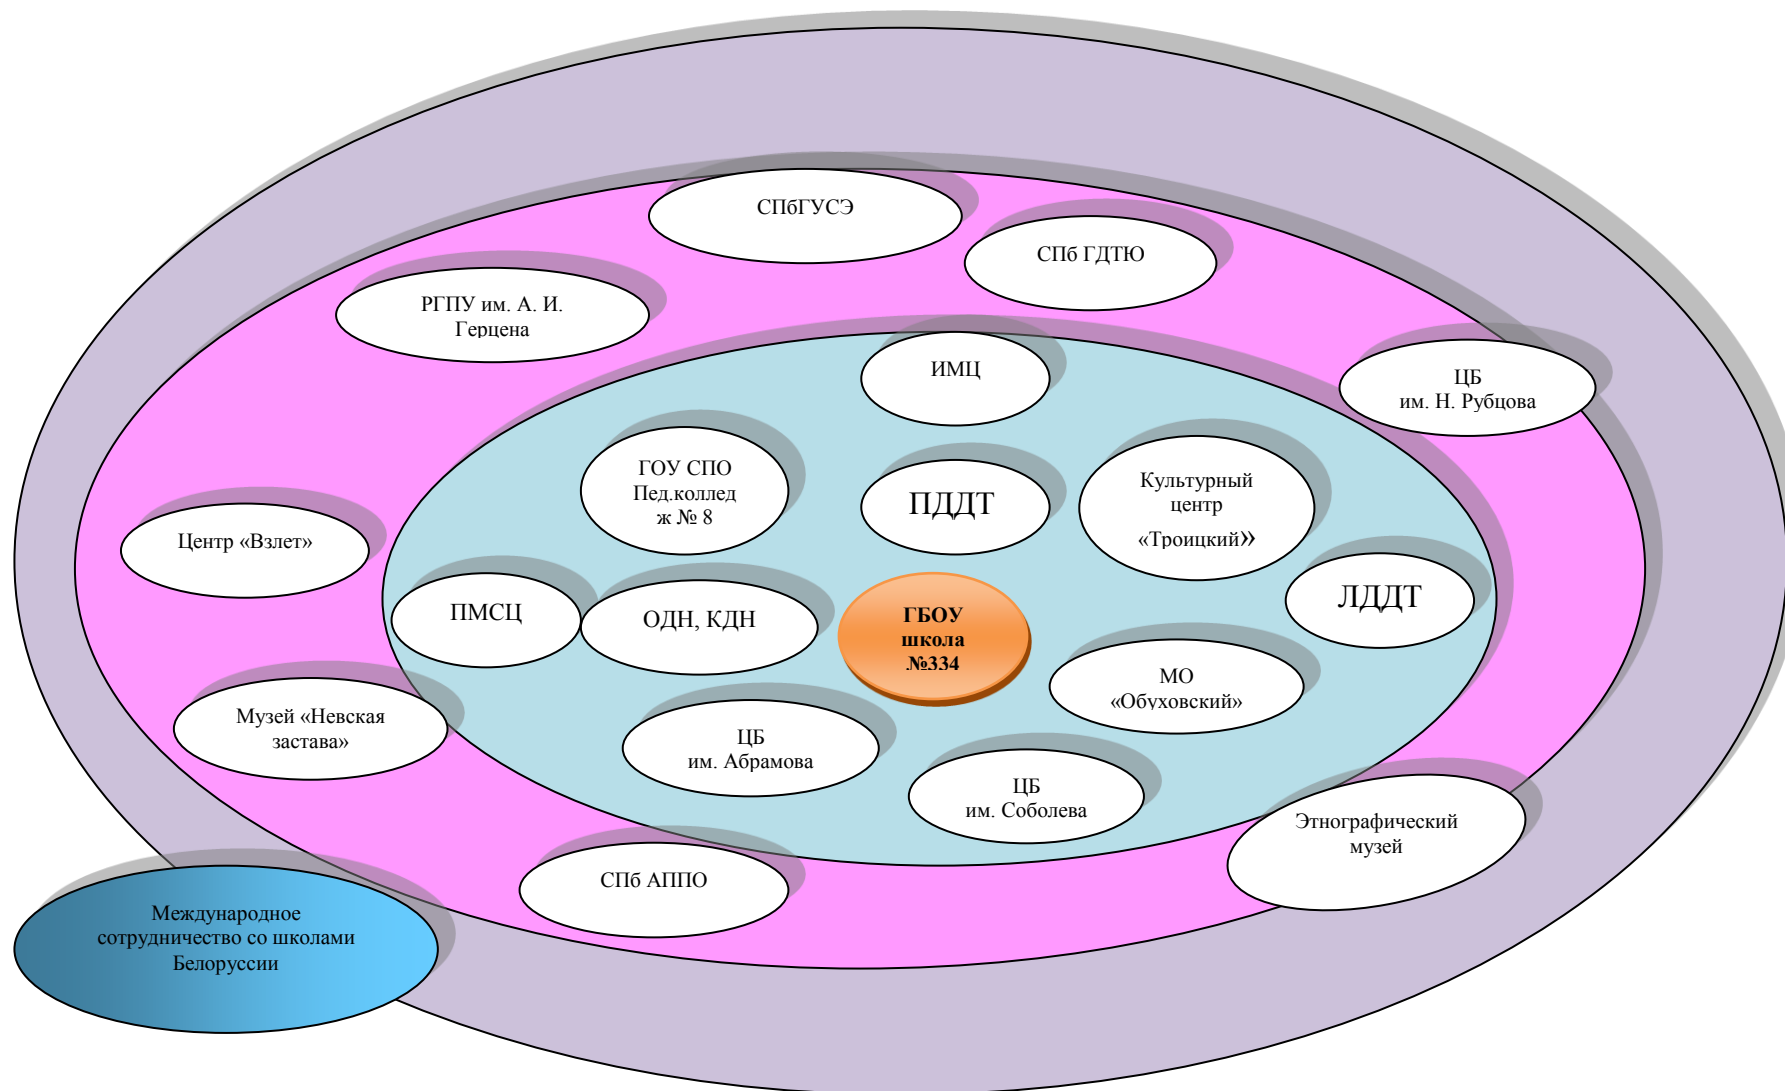 СПбГУСЭ
СПб ГДТЮ
РГПУ им. А. И.
Герцена
ИМЦ
ЦБ
им. Н. Рубцова
ГОУ СПО
Пед.коллед
ж № 8
ПДДТ
Культурный
центр
«Троицкий»
Центр «Взлет»
ЛДДТ
ПМСЦ
ОДН, КДН
ГБОУ
школа
№334
МО
«Обуховский»
Музей «Невская
застава»
ЦБ
им. Абрамова
ЦБ
им. Соболева
Этнографический
музей
СПб АППО
Международное
сотрудничество со школами
Белоруссии